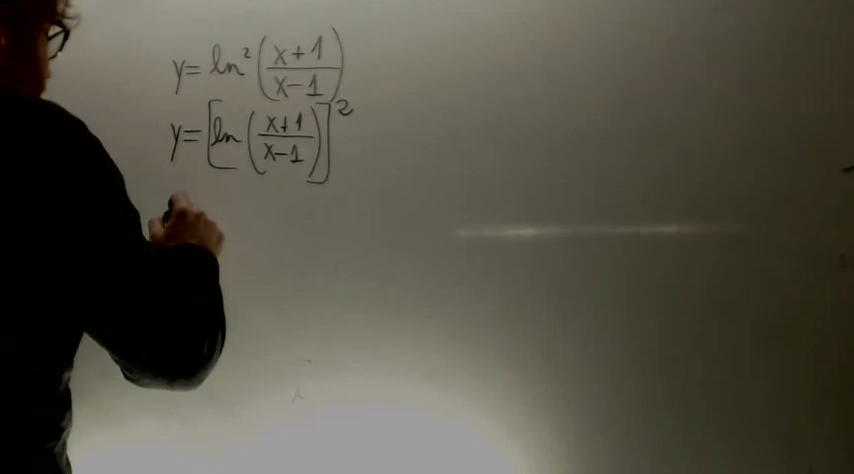 y = ln² (x+1 / x-1)
y = [ln (x+1 / x-1)]²